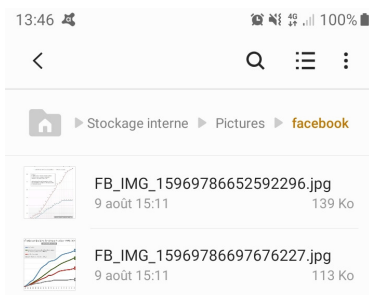 13:46 4G 100%
Stockage interne Pictures facebook
FB_IMG_15969786652592296.jpg
9 août 15:11 139 Ko
FB_IMG_15969786697676227.jpg
9 août 15:11 113 Ko